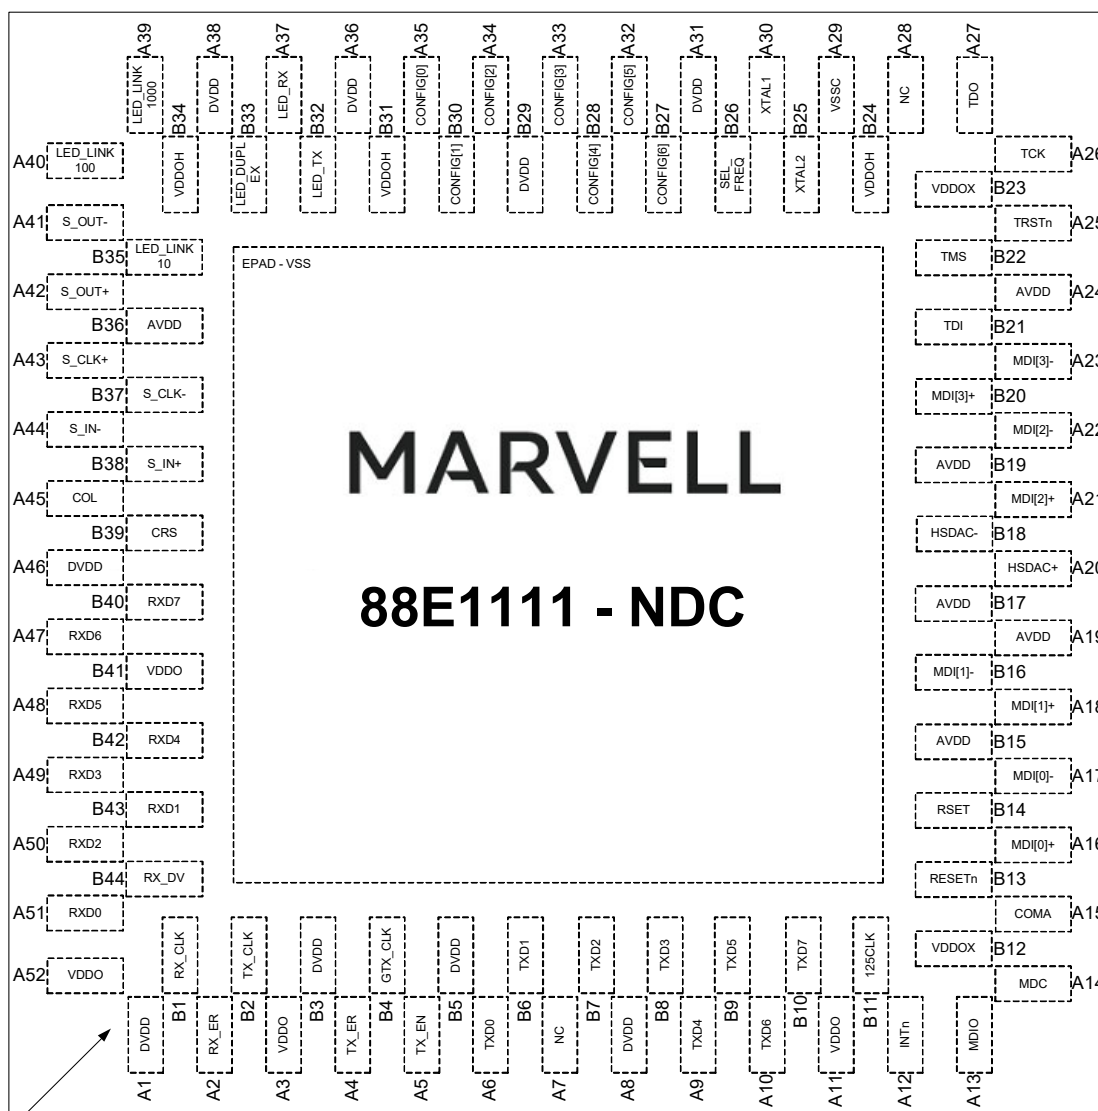 A39 A38 A37 A36 A35 A34 A33 A32 A31 A30 A29 A28 A27
LED_LINK
1000
DVDD
LED_RX
DVDD
CONFIG[0]
CONFIG[2]
CONFIG[3]
CONFIG[5]
DVDD
XTAL1
VSSC
NC
TDO
B34 B33 B32 B31 B30 B29 B28 B27 B26 B25 B24
VDDOH
LED_DUPL
EX
LED_TX
VDDOH
CONFIG[1]
DVDD
CONFIG[4]
CONFIG[6]
SEL_
FREQ
XTAL2
VDDOH
A40 LED_LINK
100
A41 S_OUT-
B35 LED_LINK
10
A42 S_OUT+
B36 AVDD
A43 S_CLK+
B37 S_CLK-
A44 S_IN-
B38 S_IN+
A45 COL
B39 CRS
A46 DVDD
B40 RXD7
A47 RXD6
B41 VDDO
A48 RXD5
B42 RXD4
A49 RXD3
B43 RXD1
A50 RXD2
B44 RX_DV
A51 RXD0
A52 VDDO
EPAD - VSS
MARVELL
88E1111 - NDC
TCK A26
VDDOX B23
TRSTn A25
TMS B22
AVDD A24
TDI B21
MDI[3]- A23
MDI[3]+ B20
MDI[2]- A22
AVDD B19
MDI[2]+ A21
HSDAC- B18
HSDAC+ A20
AVDD B17
AVDD A19
MDI[1]- B16
MDI[1]+ A18
AVDD B15
MDI[0]- A17
RSET B14
MDI[0]+ A16
RESETn B13
COMA A15
VDDOX B12
MDC A14
RX_CLK
TX_CLK
DVDD
GTX_CLK
DVDD
TXD1
TXD2
TXD3
TXD5
TXD7
125CLK
B1 B2 B3 B4 B5 B6 B7 B8 B9 B10 B11
DVDD
RX_ER
VDDO
TX_ER
TX_EN
TXD0
NC
DVDD
TXD4
TXD6
VDDO
INTn
MDIO
A1 A2 A3 A4 A5 A6 A7 A8 A9 A10 A11 A12 A13